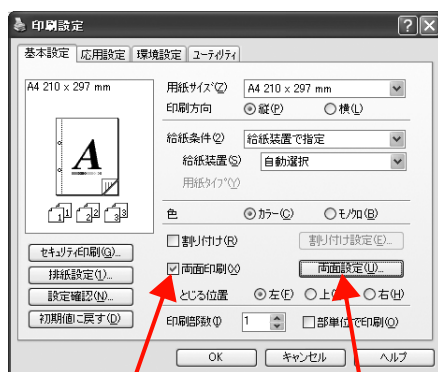 印刷設定
基本設定 応用設定 環境設定 ユーティリティ
A4 210 × 297 mm
用紙サイズ(Z) A4 210 × 297 mm
印刷方向 縦(P) 横(L)
給紙条件(2) 給紙装置で指定
給紙装置(S) 自動選択
用紙タイプ(Y)
A
1 2 3
色 カラー(C) モノクロ(B)
割り付け(R) 割り付け設定(E)...
セキュリティ印刷(G)...
両面印刷(X) 両面設定(U)...
排紙設定(1)...
とじる位置 左(F) 上 右(H)
設定確認(N)...
初期値に戻す(D)
印刷部数(I) 1 部単位で印刷(O)
OK キャンセル ヘルプ